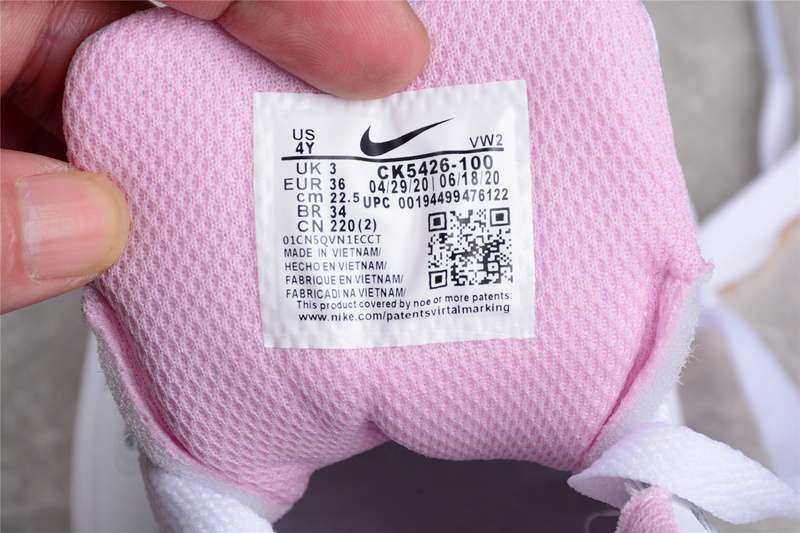 US
4Y
VW2
UK 3
EUR 36
cm 22.5
BR 34
CN 220(2)
CK5426-100
04/29/20 | 06/18/20
UPC 00194499476122
01CN5QVN1ECCT
MADE IN VIETNAM/
HECHO EN VIETNAM/
FABRIQUE EN VIETNAM/
FABRICADI NA VIETNAM/
This product covered by noe or more patents:
www.nike.com/patentsvirtalmarking